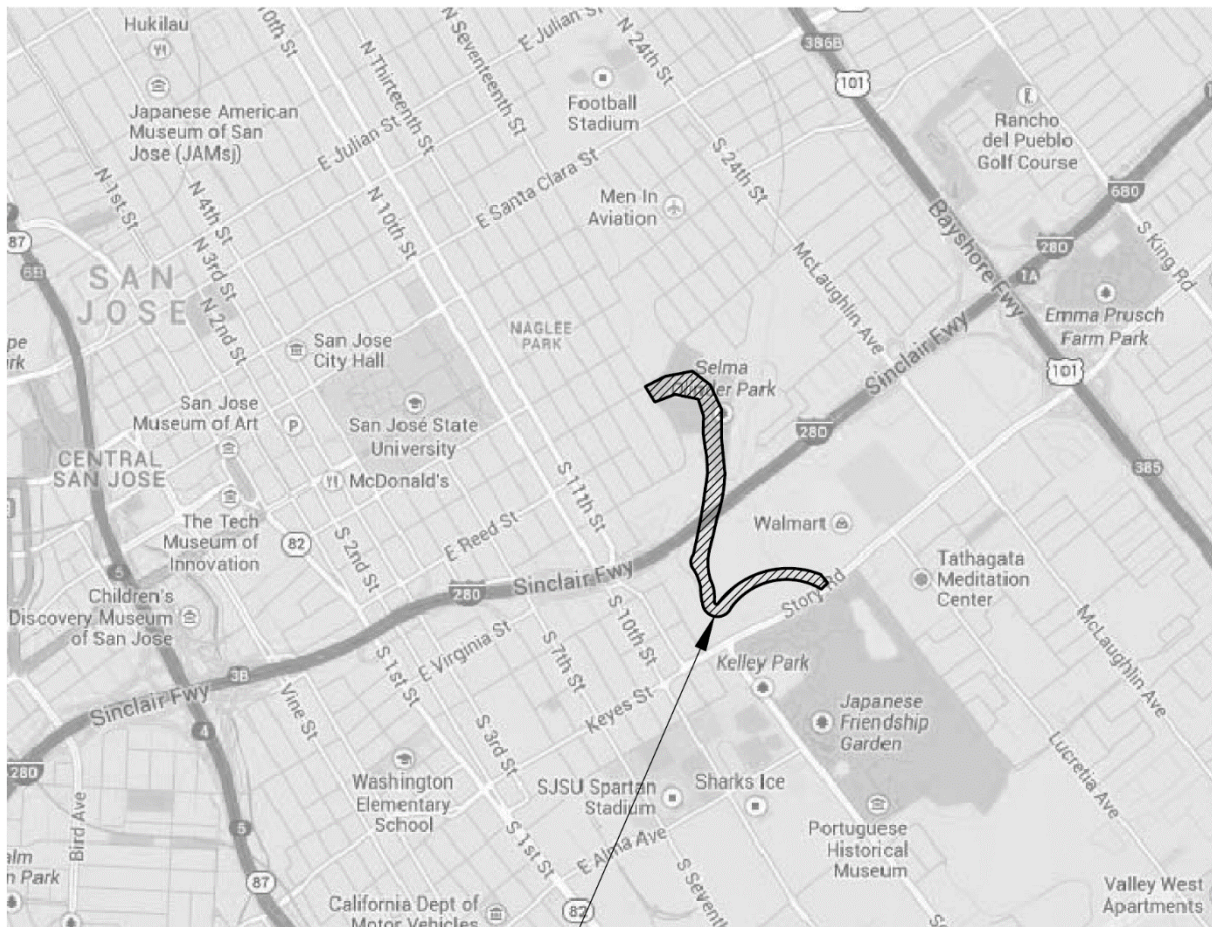 Hukilau
Japanese American
Museum of San
Jose (JAMsj)
10th St
N Thirteenth St
N Seventeenth St
E Julian St
N 24th St
386B
101
Football
Stadium
Rancho
del Pueblo
Golf Course
680
N 1st St
N 4th St
N 3rd St
N 2nd St
E Julian St
N 10th St
E Santa Clara St
Men In
Aviation
S 24th St
Bayshore Fwy
280
1A
S King Rd
87
6B
SAN
JOSE
San Jose
City Hall
NAGLEE
PARK
McLaughlin Ave
Sinclair Fwy
Emma Prusch
Farm Park
101
San Jose
Museum of Art
P
San José State
University
Selma
Park
280
385
CENTRAL
SAN JOSE
McDonald's
S 11th St
The Tech
Museum of
Innovation
82
S 2nd St
E Reed St
Walmart
Tathagata
Meditation
Center
Children's
Discovery Museum
of San Jose
280
Sinclair Fwy
Story Rd
McLaughlin Ave
3B
Sinclair Fwy
Vine St
S 1st St
E Virginia St
S 7th St
S 10th St
Keyes St
Kelley Park
Japanese
Friendship
Garden
4
280
Bird Ave
5
Washington
Elementary
School
S 3rd St
SJSU Spartan
Stadium
Sharks Ice
Lucretia Ave
S 1st St
E Alma Ave
Portuguese
Historical
Museum
87
California Dept of
Motor Vehicles
82
S Seventh
Valley West
Apartments